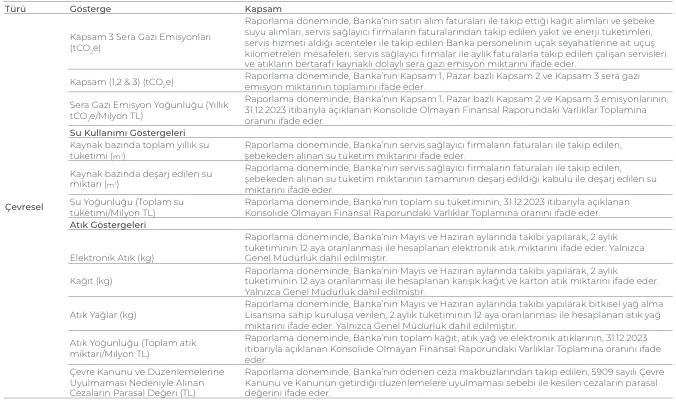 Türü Gösterge Kapsam
Kapsam 3 Sera Gazı Emisyonları
(tCO2e)
Raporlama döneminde, Banka'nın satın alım faturaları ile takip ettiği kağıt alımları ve şebeke
suyu alımları, servis sağlayıcı firmaların faturalarından takip edilen yakıt ve enerji tüketimleri,
servis hizmeti aldığı acenteler ile takip edilen Banka personelinin uçak seyahatlerine ait uçuş
kilometreleri mesafeleri, servis sağlayıcı firmalar ile aylık faturalarla takip edilen çalışan servisleri
ve atıkların bertarafı kaynaklı dolaylı sera gazı emisyon miktarını ifade eder.
Kapsam (1,2 & 3) (tCO2e)
Raporlama döneminde, Banka'nın Kapsam 1, Pazar bazlı Kapsam 2 ve Kapsam 3 sera gazı
emisyon miktarının toplamını ifade eder.
Sera Gazı Emisyon Yoğunluğu (Yıllık
tCO2e/Milyon TL)
Raporlama döneminde, Banka'nın Kapsam 1, Pazar bazlı Kapsam 2 ve Kapsam 3 emisyonlarının,
31.12.2023 itibarıyla açıklanan Konsolide Olmayan Finansal Raporundaki Varlıklar Toplamına
oranını ifade eder.
Su Kullanımı Göstergeleri
Kaynak bazında toplam yıllık su
tüketimi (m³)
Raporlama döneminde, Banka'nın servis sağlayıcı firmaların faturaları ile takip edilen,
şebekeden alınan su tüketim miktarını ifade eder.
Kaynak bazında deşarj edilen su
miktarı (m³)
Raporlama döneminde, Banka'nın servis sağlayıcı firmaların faturaları ile takip edilen,
şebekeden alınan su tüketim miktarının tamamının deşarj edildiği kabulü ile deşarj edilen su
miktarını ifade eder.
Çevresel
Su Yoğunluğu (Toplam su
tüketimi/Milyon TL)
Raporlama döneminde, Banka'nın toplam su tüketiminin, 31.12.2023 itibarıyla açıklanan
Konsolide Olmayan Finansal Raporundaki Varlıklar Toplamına oranını ifade eder.
Atık Göstergeleri
Elektronik Atık (kg)
Raporlama döneminde, Banka'nın Mayıs ve Haziran aylarında takibi yapılarak, 2 aylık
tüketiminin 12 aya oranlanması ile hesaplanan elektronik atık miktarını ifade eder. Yalnızca
Genel Müdürlük dahil edilmiştir.
Kağıt (kg)
Raporlama döneminde, Banka'nın Mayıs ve Haziran aylarında takibi yapılarak, 2 aylık
tüketiminin 12 aya oranlanması ile hesaplanan karışık kağıt ve karton atık miktarını ifade eder.
Yalnızca Genel Müdürlük dahil edilmiştir.
Atık Yağlar (kg)
Raporlama döneminde, Banka'nın Mayıs ve Haziran aylarında takibi yapılarak bitkisel yağ alma
Lisansına sahip kuruluşa verilen, 2 aylık tüketiminin 12 aya oranlanması ile hesaplanan atık yağ
miktarını ifade eder. Yalnızca Genel Müdürlük dahil edilmiştir.
Atık Yoğunluğu (Toplam atık
miktarı/Milyon TL)
Raporlama döneminde, Banka'nın toplam kağıt, atık yağ ve elektronik atıklarının, 31.12.2023
itibarıyla açıklanan Konsolide Olmayan Finansal Raporundaki Varlıklar Toplamına oranını ifade
eder.
Çevre Kanunu ve Düzenlemelerine
Uyulmaması Nedeniyle Alınan
Cezaların Parasal Değeri (TL)
Raporlama döneminde, Banka'nın ödenen ceza makbuzlarından takip edilen, 5909 sayılı Çevre
Kanunu ve Kanunun getirdiği düzenlemelere uyulmaması sebebi ile kesilen cezaların parasal
değerini ifade eder.